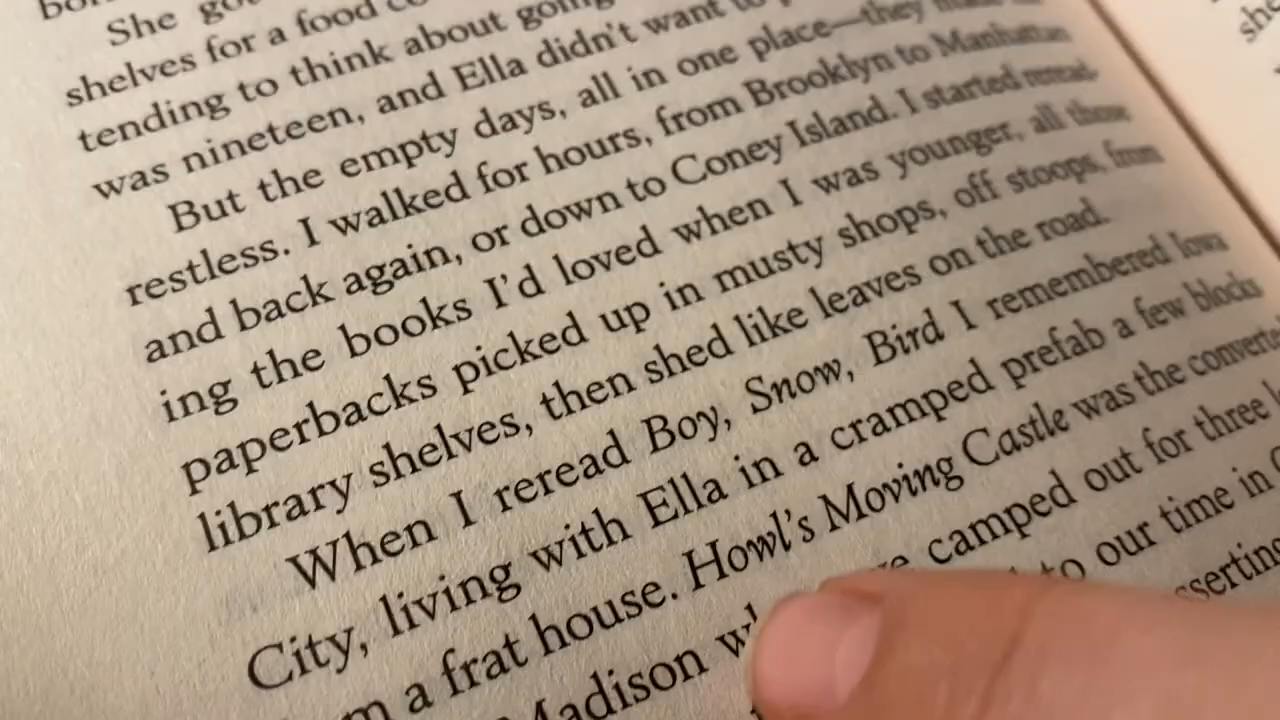 She
shelves for a food
tending to think about going
was nineteen, and Ella didn't want to
But the empty days, all in one place—they made
restless. I walked for hours, from Brooklyn to Manhattan
and back again, or down to Coney Island. I started reread-
ing the books I'd loved when I was younger, all those
paperbacks picked up in musty shops, off stoops, from
library shelves, then shed like leaves on the road.
When I reread Boy, Snow, Bird I remembered Iowa
City, living with Ella in a cramped prefab a few blocks
a frat house. Howl's Moving Castle was the converte
Madison camped out for three
to our time in
sserting
she